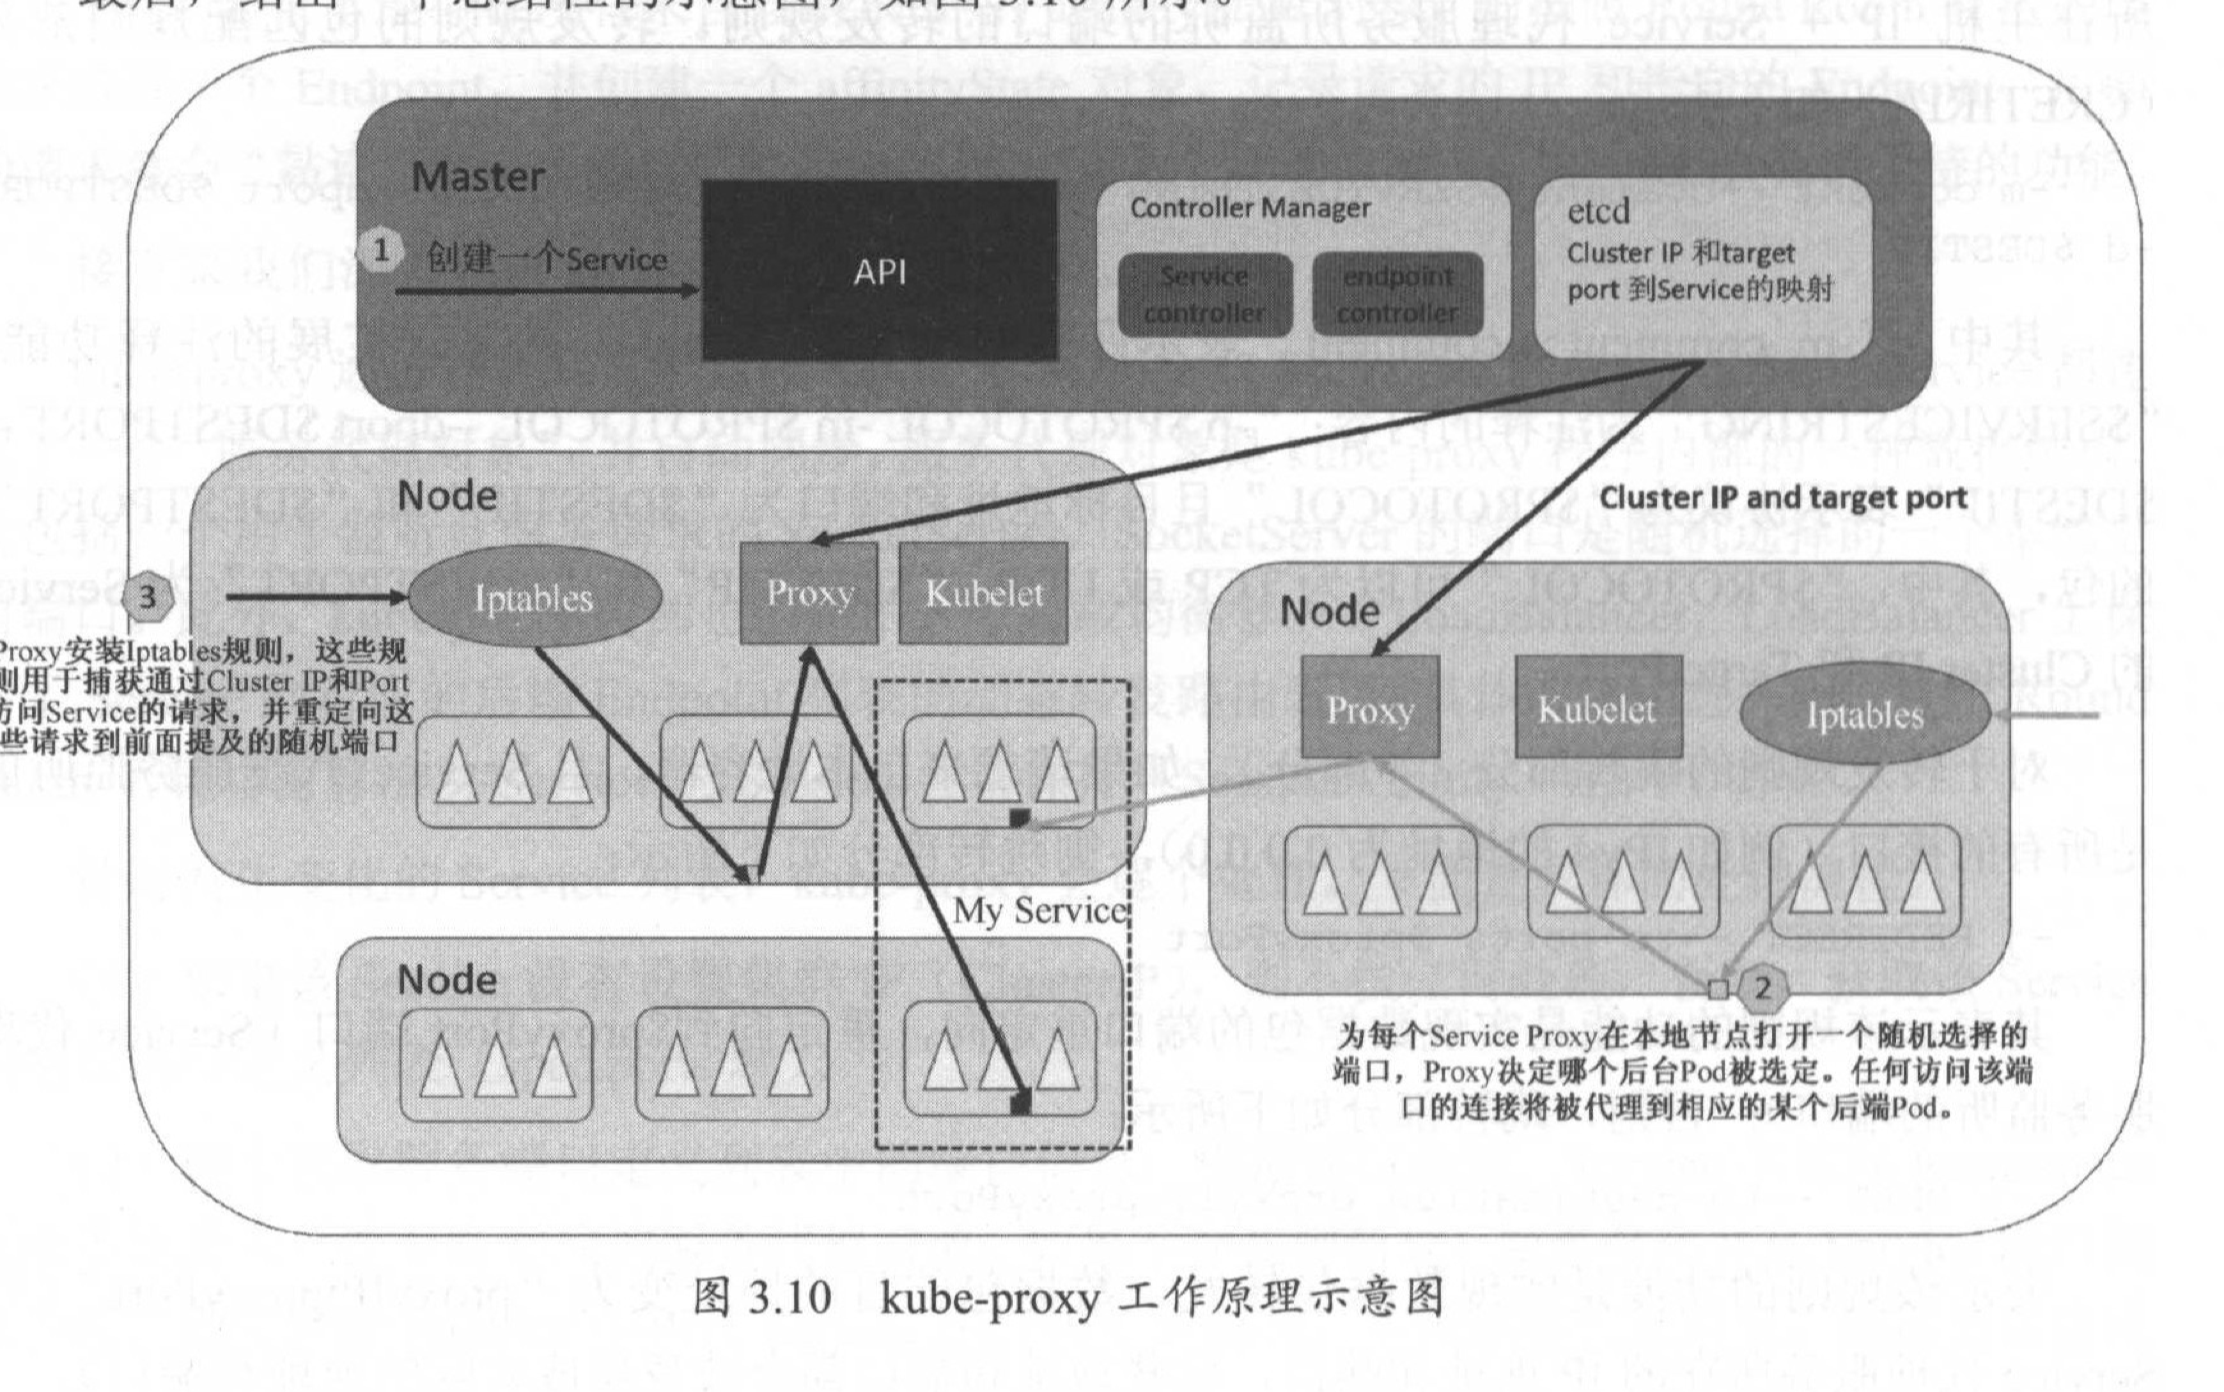 最后，给出一个总结性的示意图，如图 3.10 所示。
Master
1
创建一个Service
API
Controller Manager
Service
controller
endpoint
controller
etcd
Cluster IP 和target
port 到Service的映射
Cluster IP and target port
Node
3
Iptables
Proxy
Kubelet
Proxy安装Iptables规则，这些规
则用于捕获通过Cluster IP和Port
访问Service的请求，并重定向这
些请求到前面提及的随机端口
Node
Proxy
Kubelet
Iptables
My Service
Node
2
为每个Service Proxy在本地节点打开一个随机选择的
端口，Proxy决定哪个后台Pod被选定。任何访问该端
口的连接将被代理到相应的某个后端Pod。
图 3.10 kube-proxy 工作原理示意图